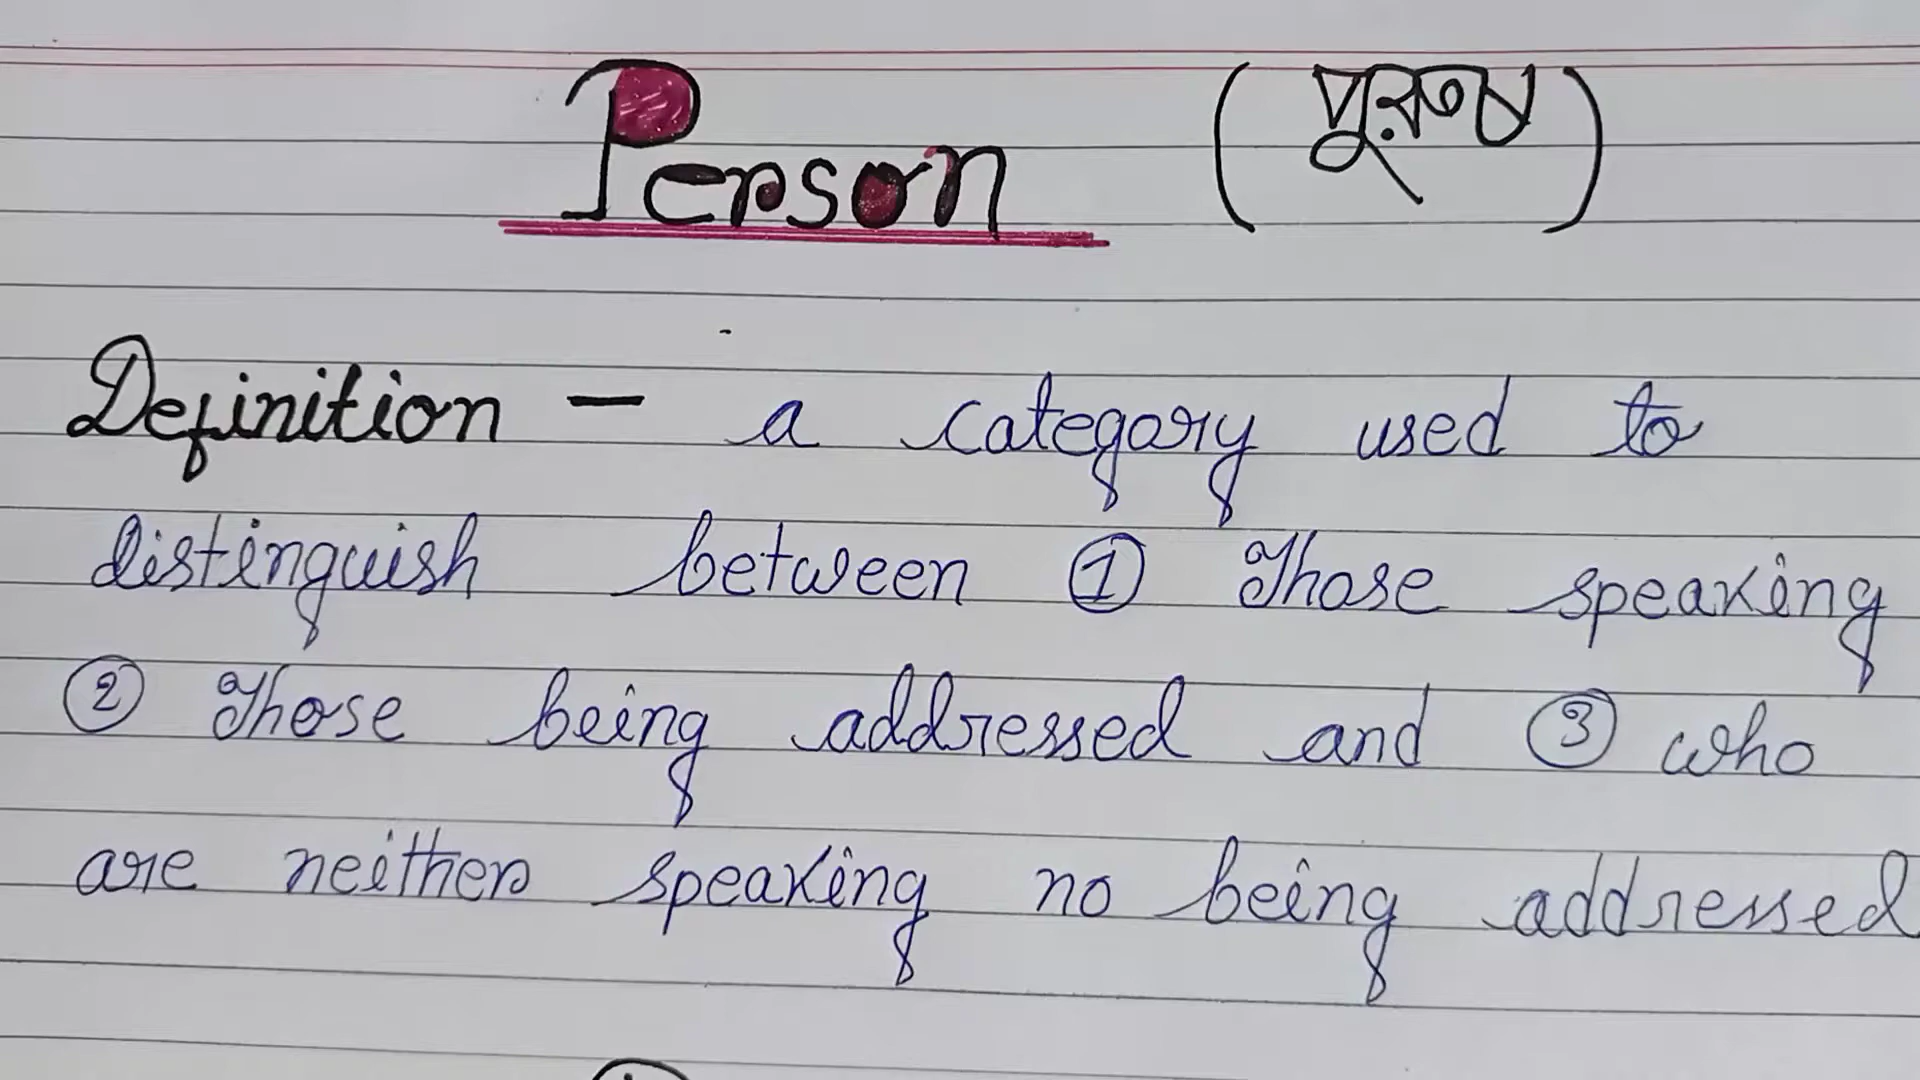 Person (পুরুষ)
Definition — a category used to
distinguish between ① Those speaking
② Those being addressed and ③ who
are neither speaking no being addressed